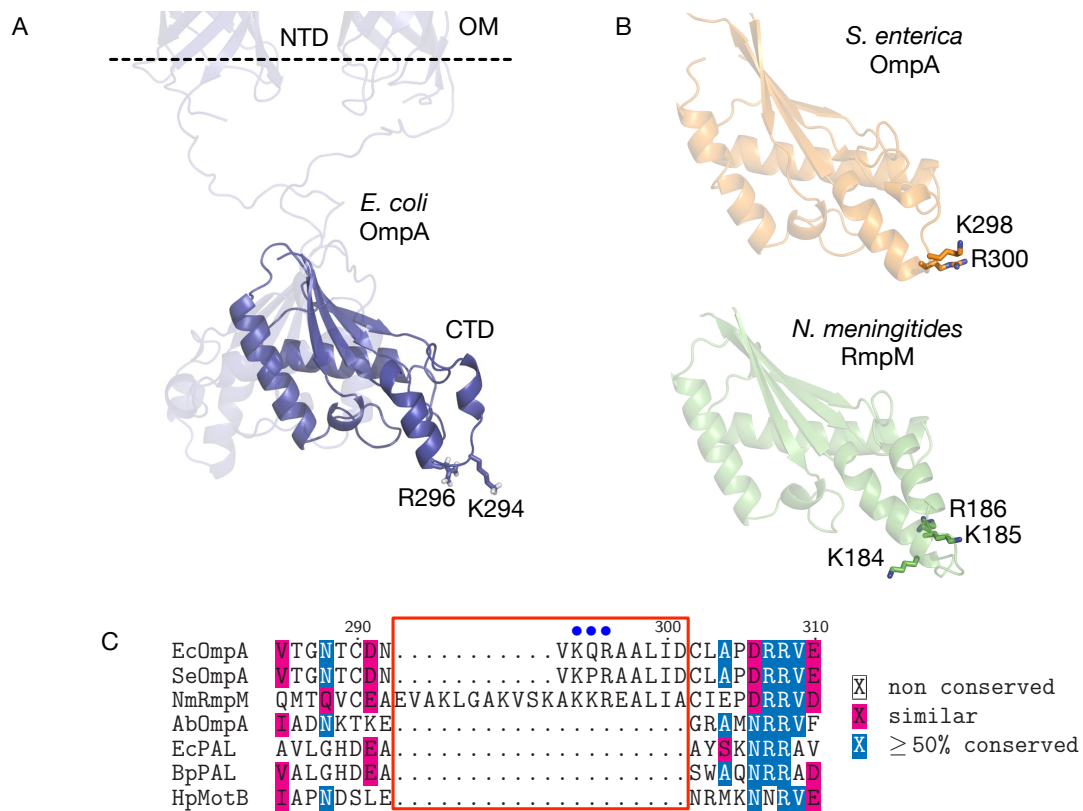 A
NTD
OM
E. coli
OmpA
CTD
R296
K294
B
S. enterica
OmpA
K298
R300
N. meningitides
RmpM
R186
K185
K184
C
290 300 310
EcOmpA VTGNTCDN...........VKQRAALIDCLAPDRRVE
SeOmpA VTGNTCDN...........VKPRAALIDCLAPDRRVE
NmRmpM QMTQVCEAEVAKLGAKVSKAKKREALIACIEPDRRVD
AbOmpA IADNKTKE....................GRAMNRRVF
EcPAL AVLGHDEA....................AYSKNRRAV
BpPAL VALGHDEA....................SWAQNRRAD
HpMotB IAPNDSLE....................NRMKNNRVE
X non conserved
X similar
X ≥50% conserved